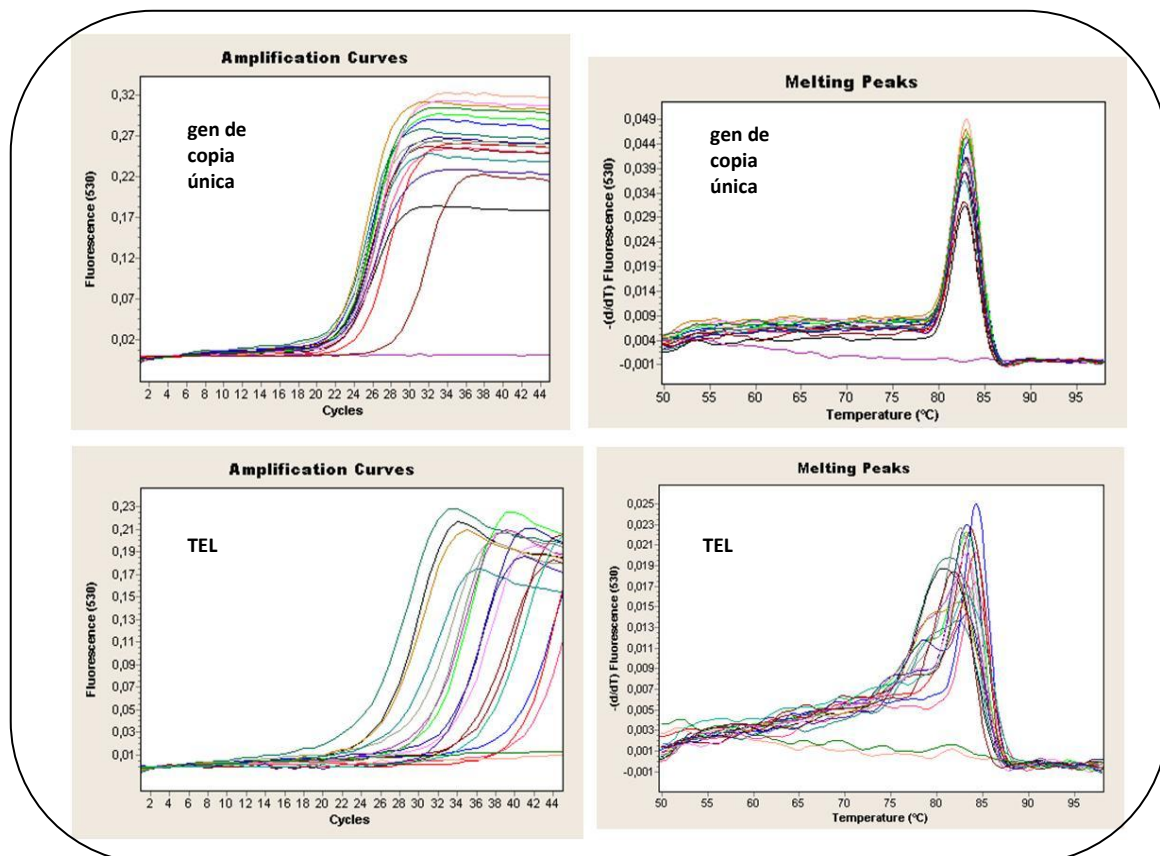 Amplification Curves
gen de
copia
única
Fluorescence (530)
0,32
0,27
0,22
0,17
0,12
0,07
0,02
2 4 6 8 10 12 14 16 18 20 22 24 26 28 30 32 34 36 38 40 42 44
Cycles
Melting Peaks
gen de
copia
única
-(d/dT) Fluorescence (530)
0,049
0,044
0,039
0,034
0,029
0,024
0,019
0,014
0,009
0,004
-0,001
50 55 60 65 70 75 80 85 90 95
Temperature (°C)
Amplification Curves
TEL
Fluorescence (530)
0,23
0,21
0,19
0,17
0,15
0,13
0,11
0,09
0,07
0,05
0,03
0,01
2 4 6 8 10 12 14 16 18 20 22 24 26 28 30 32 34 36 38 40 42 44
Cycles
Melting Peaks
TEL
-(d/dT) Fluorescence (530)
0,025
0,023
0,021
0,019
0,017
0,015
0,013
0,011
0,009
0,007
0,005
0,003
0,001
-0,001
50 55 60 65 70 75 80 85 90 95
Temperature (°C)